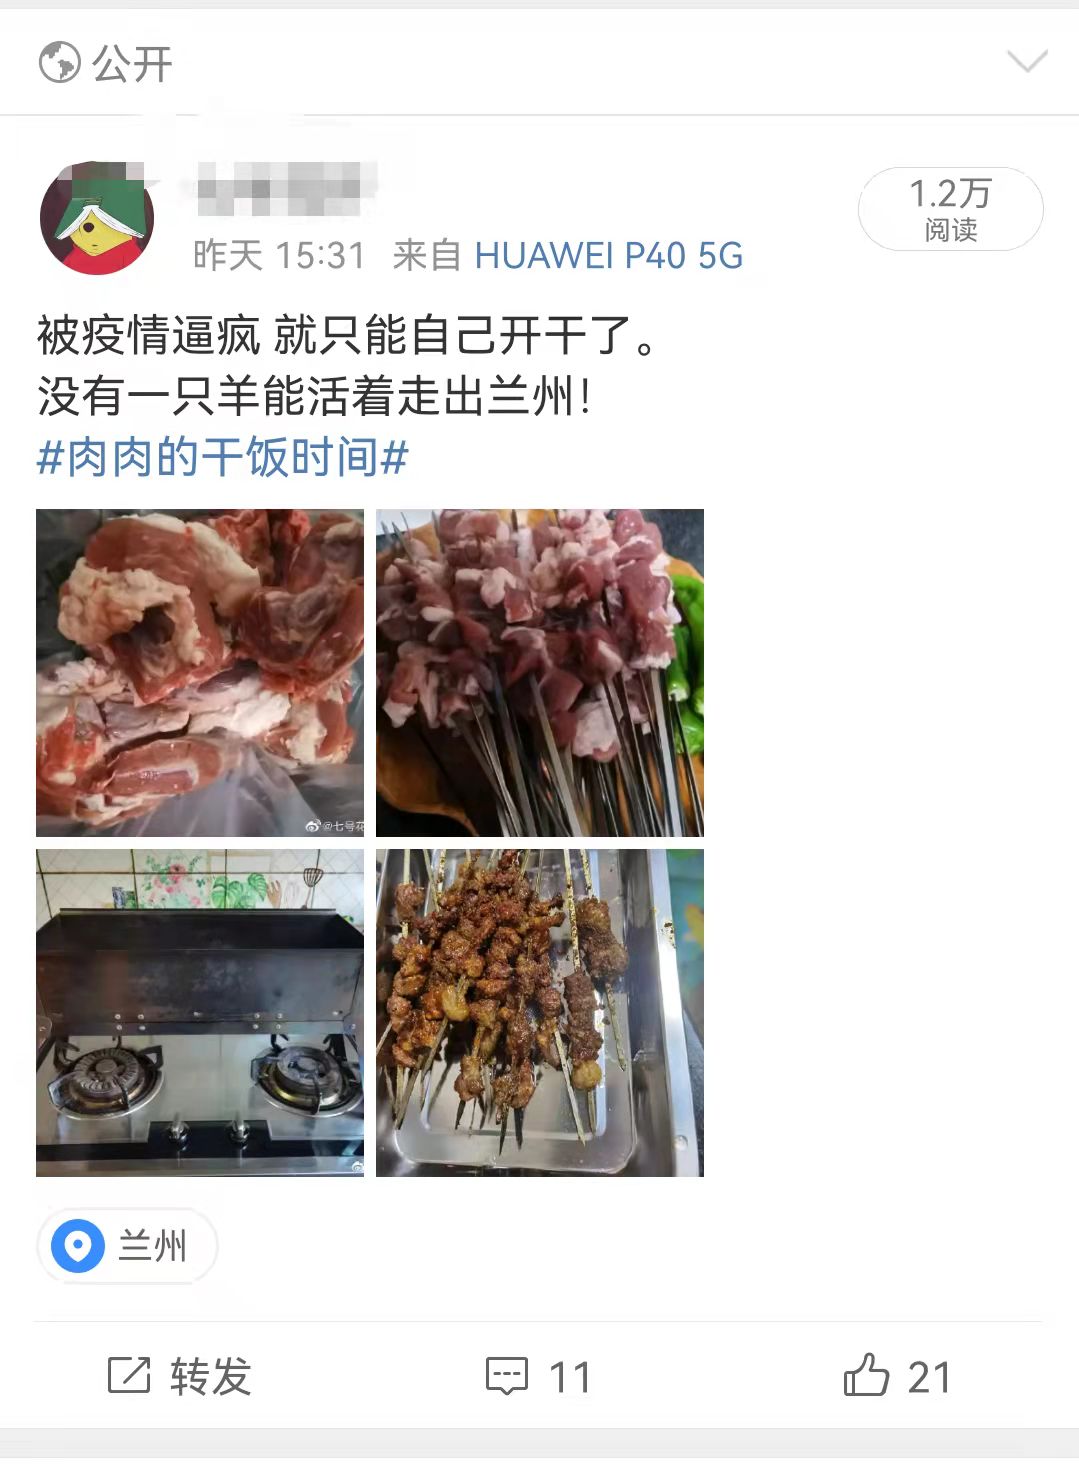 公开
昨天 15:31 来自 HUAWEI P40 5G
1.2万
阅读
被疫情逼疯 就只能自己开干了。
没有一只羊能活着走出兰州！
#肉肉的干饭时间#
@七号花
兰州
转发
11
21